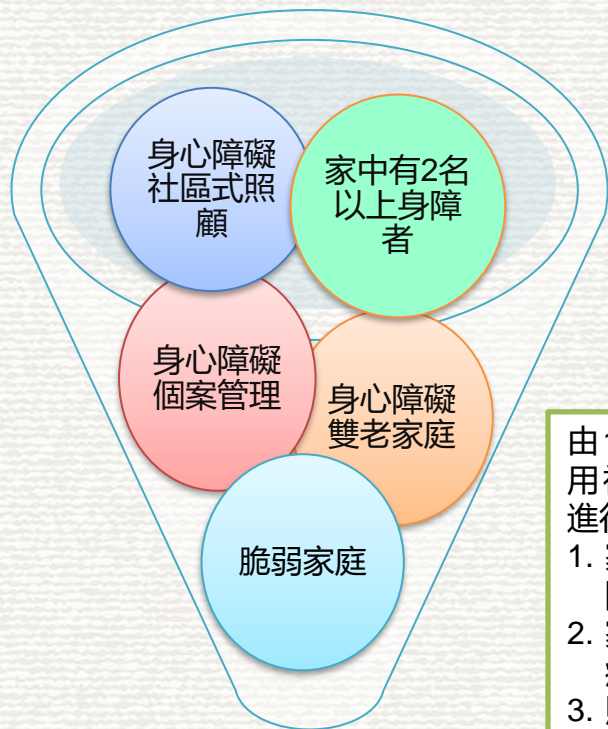 身心障礙
社區式照
顧
家中有2名
以上身障
者
身心障礙
個案管理
身心障礙
雙老家庭
脆弱家庭
由
用
進
1.
2.
3.